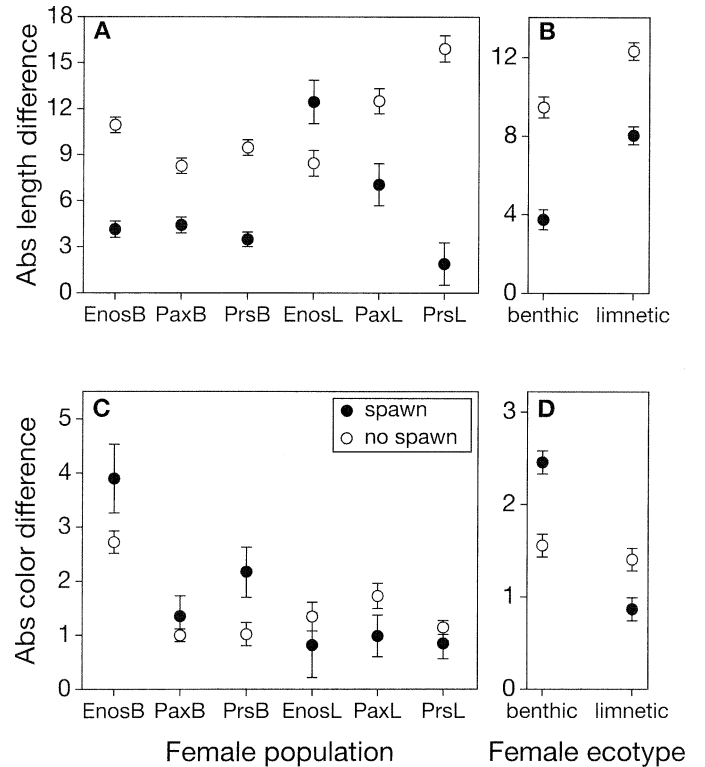 A
Abs length difference
18
15
12
9
6
3
0
EnosB PaxB PrsB EnosL PaxL PrsL
B
12
8
4
0
benthic limnetic
C
Abs color difference
5
4
3
2
1
0
spawn
no spawn
EnosB PaxB PrsB EnosL PaxL PrsL
Female population
D
3
2
1
0
benthic limnetic
Female ecotype